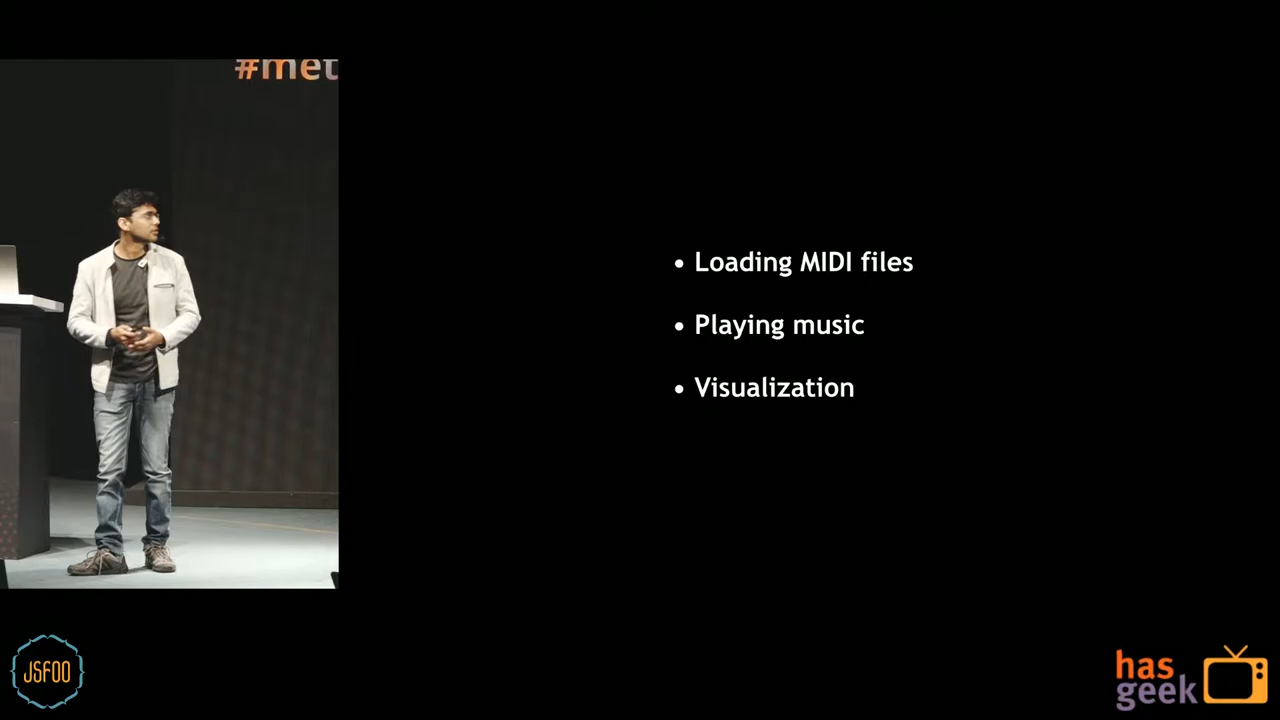 #met
• Loading MIDI files
• Playing music
• Visualization
JSFOO
has
geek